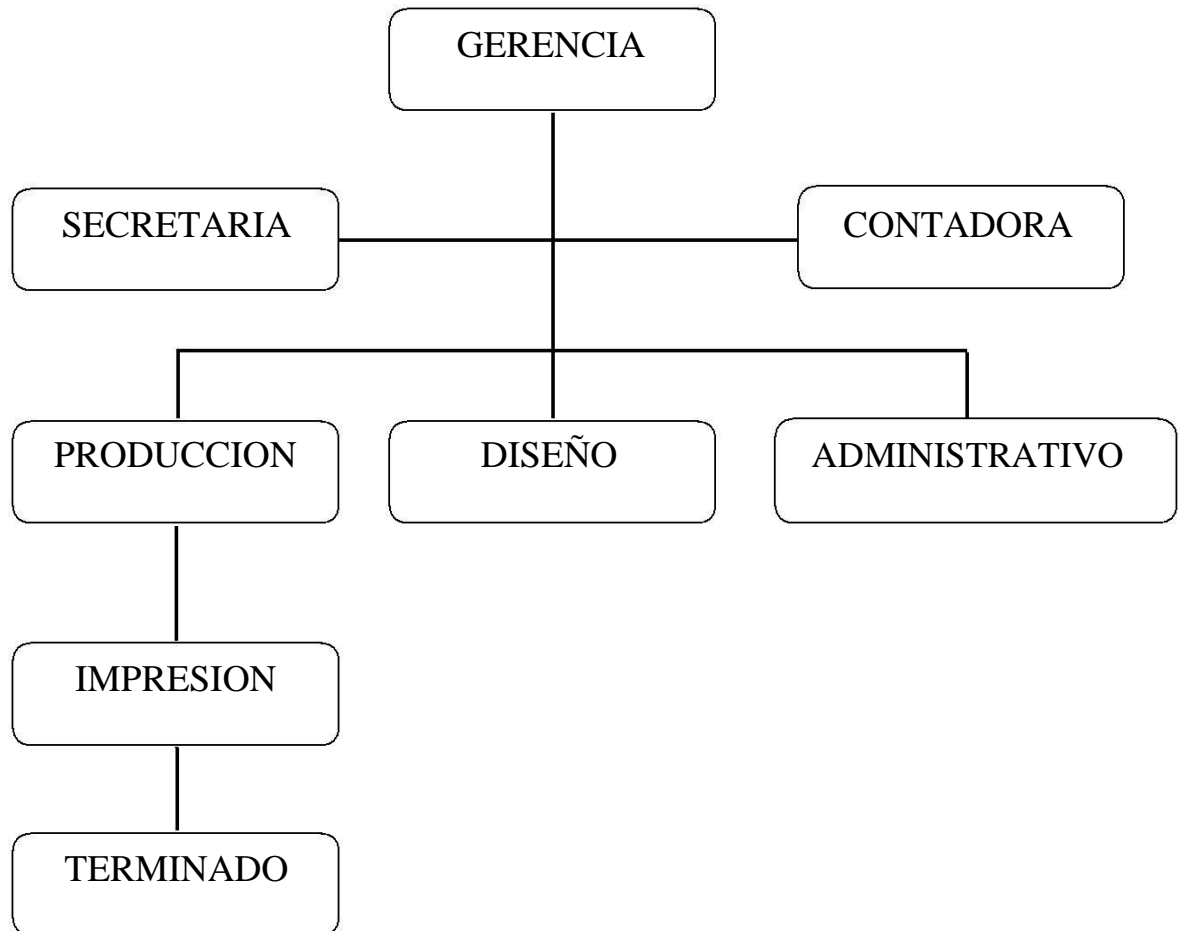 GERENCIA
SECRETARIA
CONTADORA
PRODUCCION
DISEÑO
ADMINISTRATIVO
IMPRESION
TERMINADO